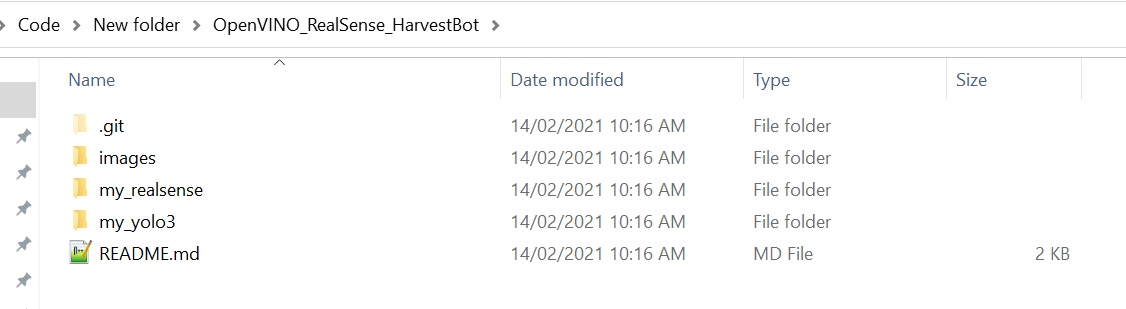 Code > New folder > OpenVINO_RealSense_HarvestBot >
Name Date modified Type Size
.git 14/02/2021 10:16 AM File folder
images 14/02/2021 10:16 AM File folder
my_realsense 14/02/2021 10:16 AM File folder
my_yolo3 14/02/2021 10:16 AM File folder
README.md 14/02/2021 10:16 AM MD File 2 KB